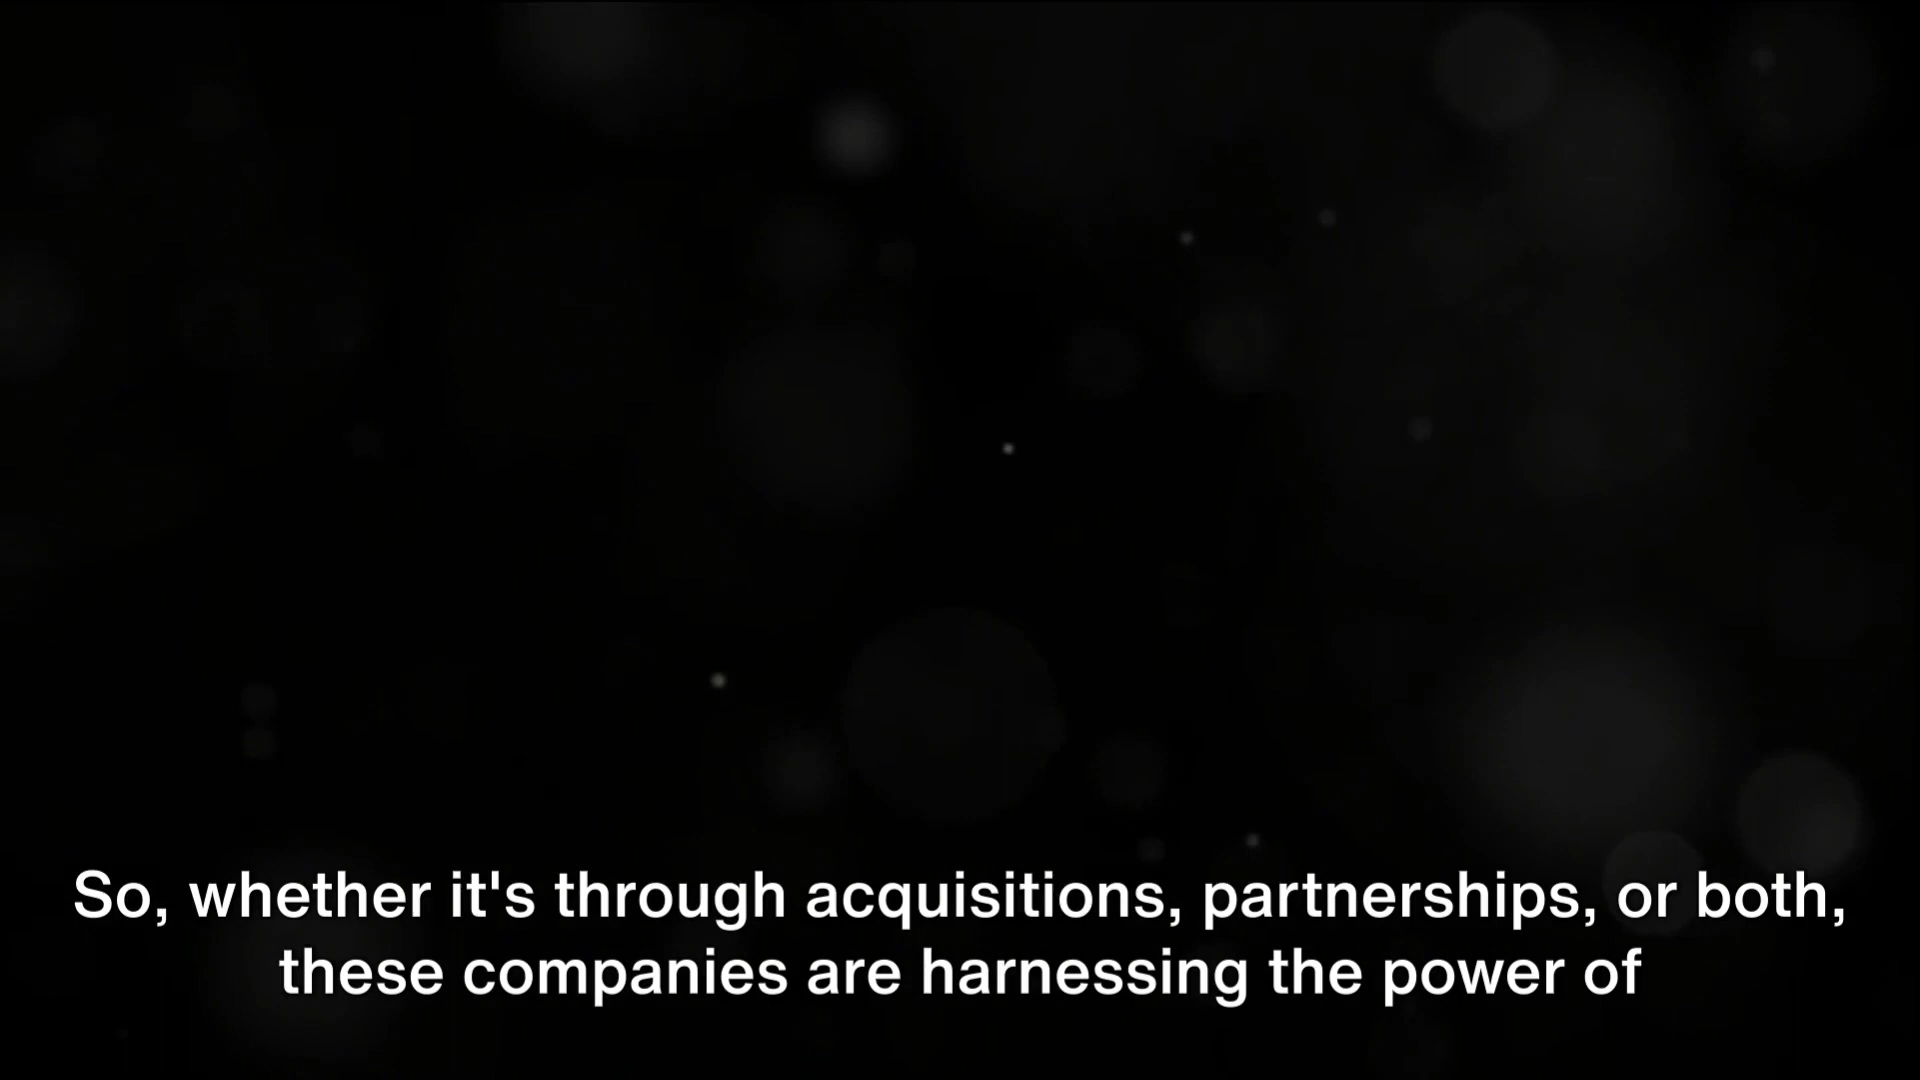 So, whether it's through acquisitions, partnerships, or both,
these companies are harnessing the power of